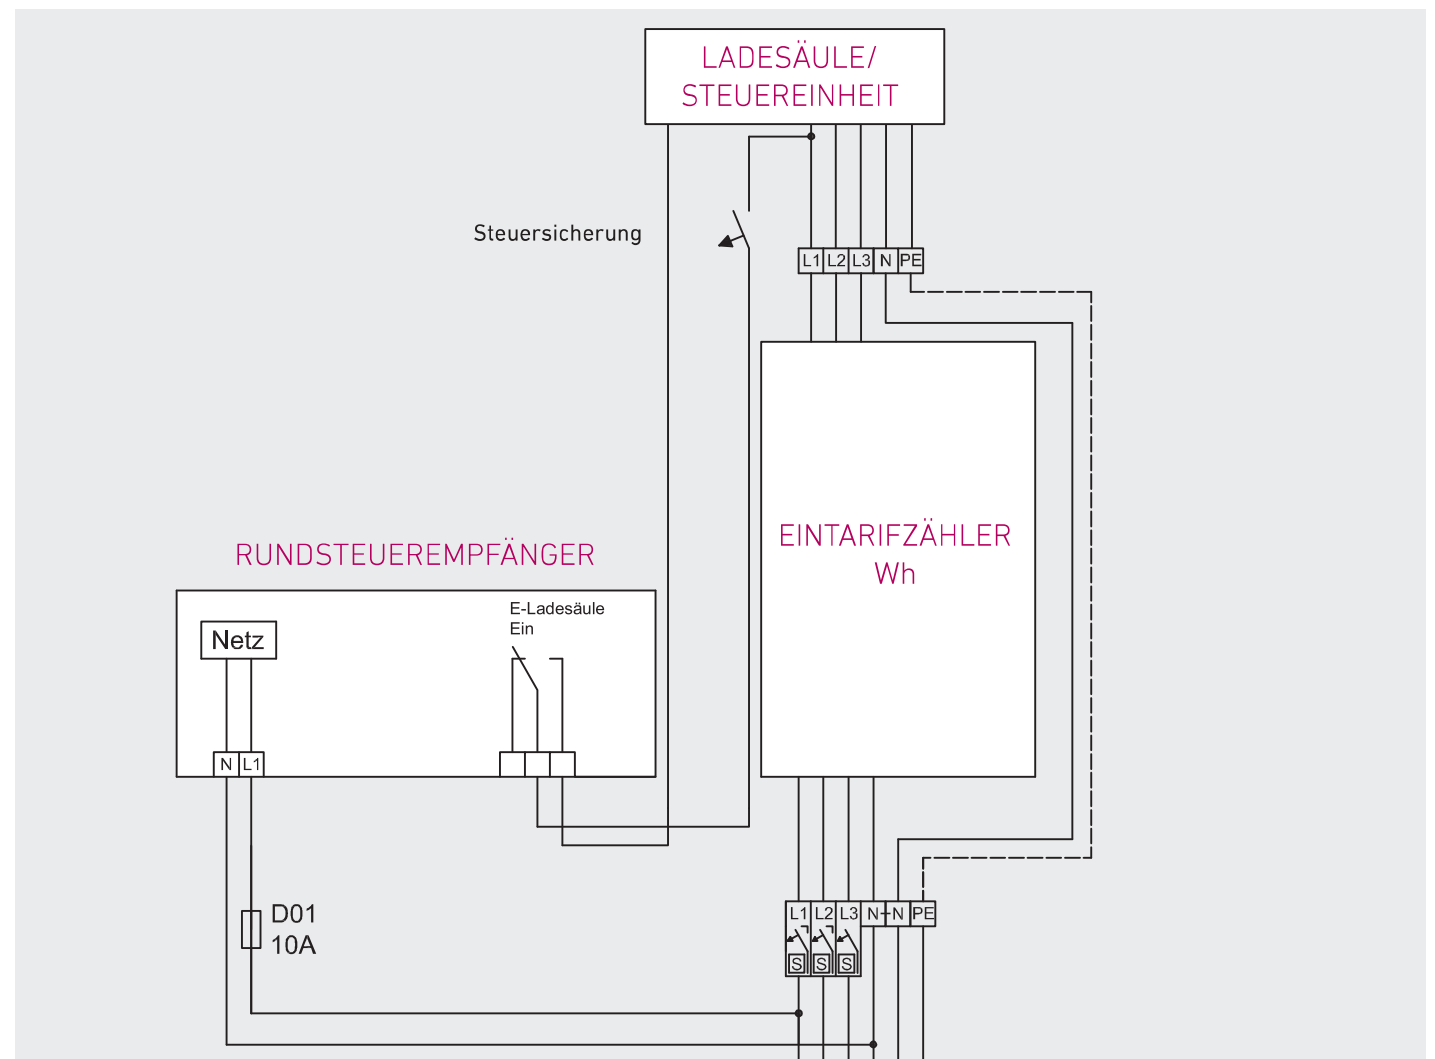 LADESÄULE/
STEUEREINHEIT
Steuersicherung
L1 L2 L3 N PE
EINTARIFZÄHLER
Wh
RUNDSTEUEREMPFÄNGER
E-Ladesäule
Ein
Netz
N L1
D01
10A
L1 L2 L3 N N PE
S S S